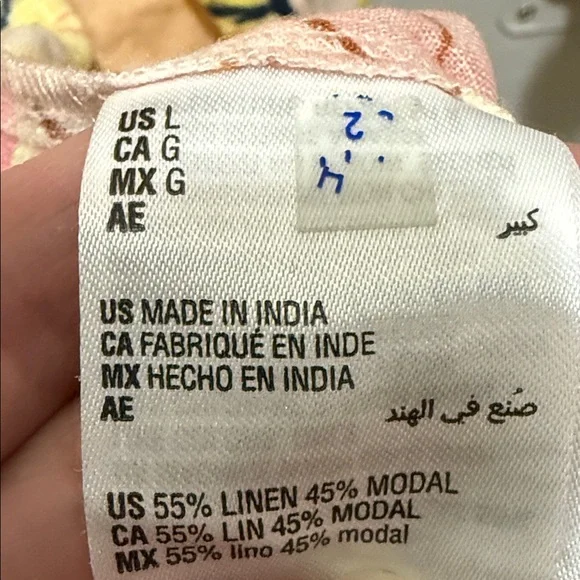 US L
CA G
MX G
AE كبير
US MADE IN INDIA
CA FABRIQUÉ EN INDE
MX HECHO EN INDIA
AE صُنع في الهند
US 55% LINEN 45% MODAL
CA 55% LIN 45% MODAL
MX 55% lino 45% modal